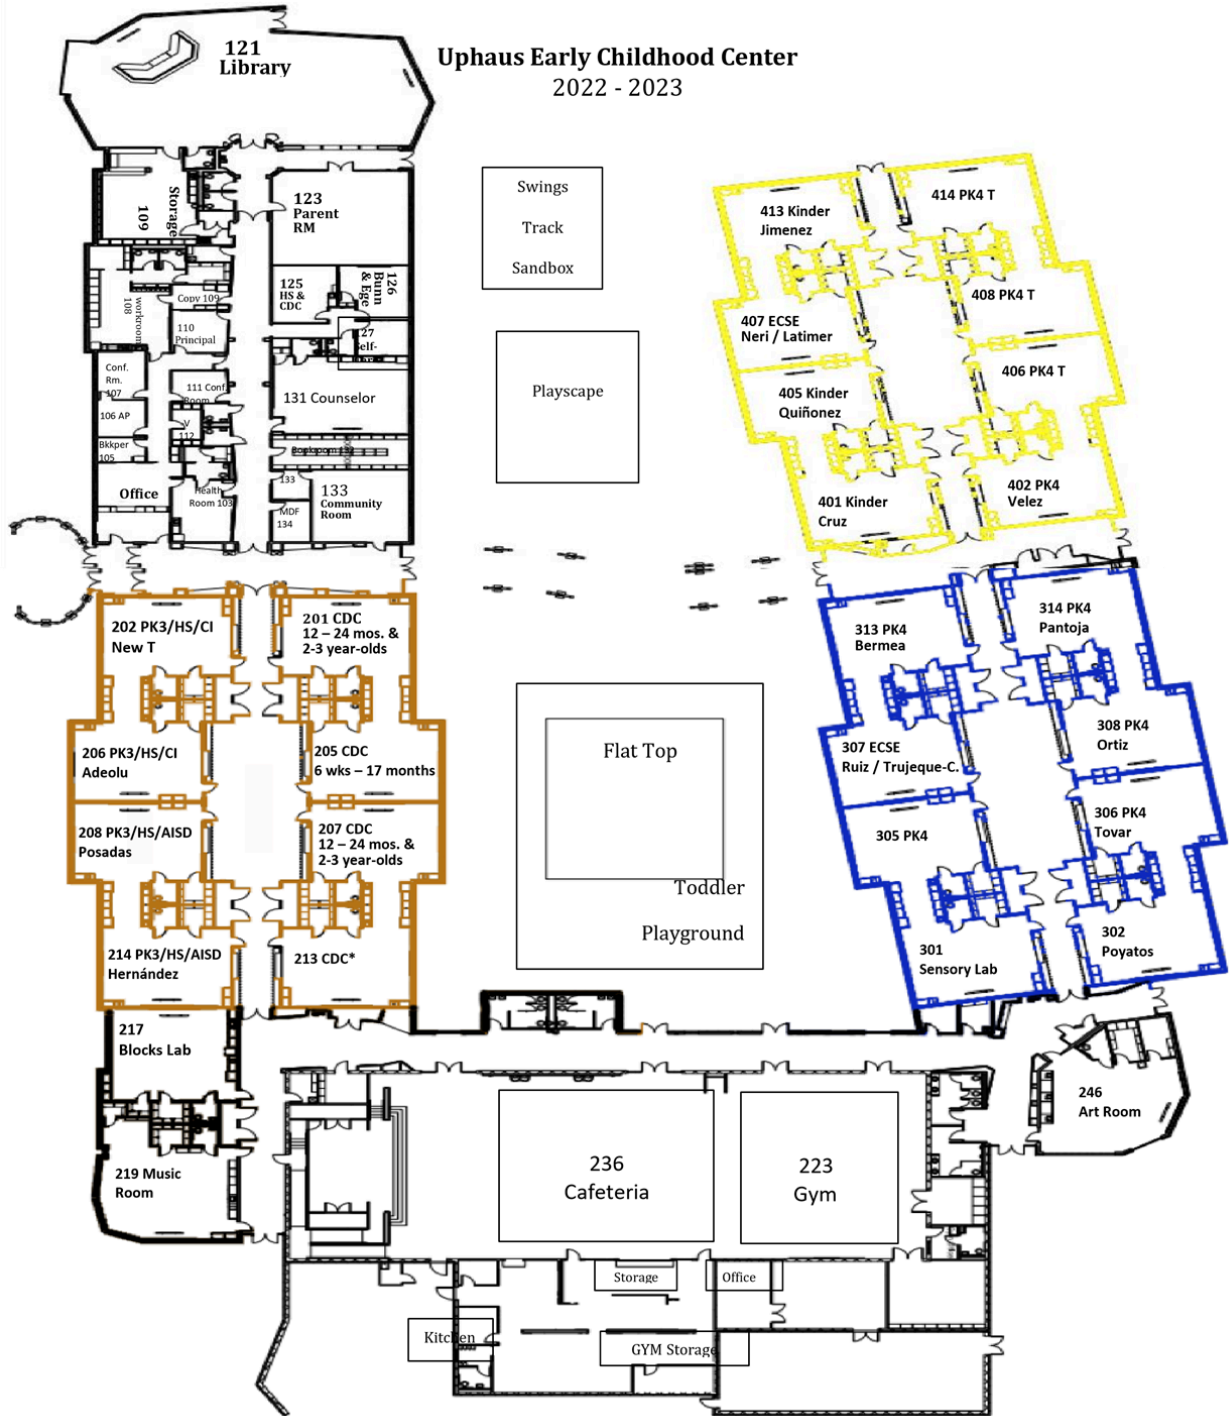 Uphaus Early Childhood Center
2022 - 2023
121
Library
Storage
109
123
Parent
RM
125
HS &
CDC
126
Bunn
& Ege
27
Self-
Copy 109
workroom
108
110
Principal
Conf.
Rm.
107
111 Conf.
Room
106 AP
V
112
Bkkper
105
131 Counselor
Bookroom
Office
Health
Room 103
133
MDF
134
133
Community
Room
Swings
Track
Sandbox
Playscape
413 Kinder
Jimenez
414 PK4 T
407 ECSE
Neri / Latimer
408 PK4 T
405 Kinder
Quiñonez
406 PK4 T
401 Kinder
Cruz
402 PK4
Velez
202 PK3/HS/CI
New T
201 CDC
12 – 24 mos. &
2-3 year-olds
206 PK3/HS/CI
Adeolu
205 CDC
6 wks – 17 months
208 PK3/HS/AISD
Posadas
207 CDC
12 – 24 mos. &
2-3 year-olds
214 PK3/HS/AISD
Hernández
213 CDC*
Flat Top
Toddler
Playground
313 PK4
Bermea
314 PK4
Pantoja
307 ECSE
Ruiz / Trujeque-C.
308 PK4
Ortiz
305 PK4
306 PK4
Tovar
301
Sensory Lab
302
Poyatos
217
Blocks Lab
219 Music
Room
236
Cafeteria
223
Gym
246
Art Room
Storage
Office
Kitchen
GYM Storage